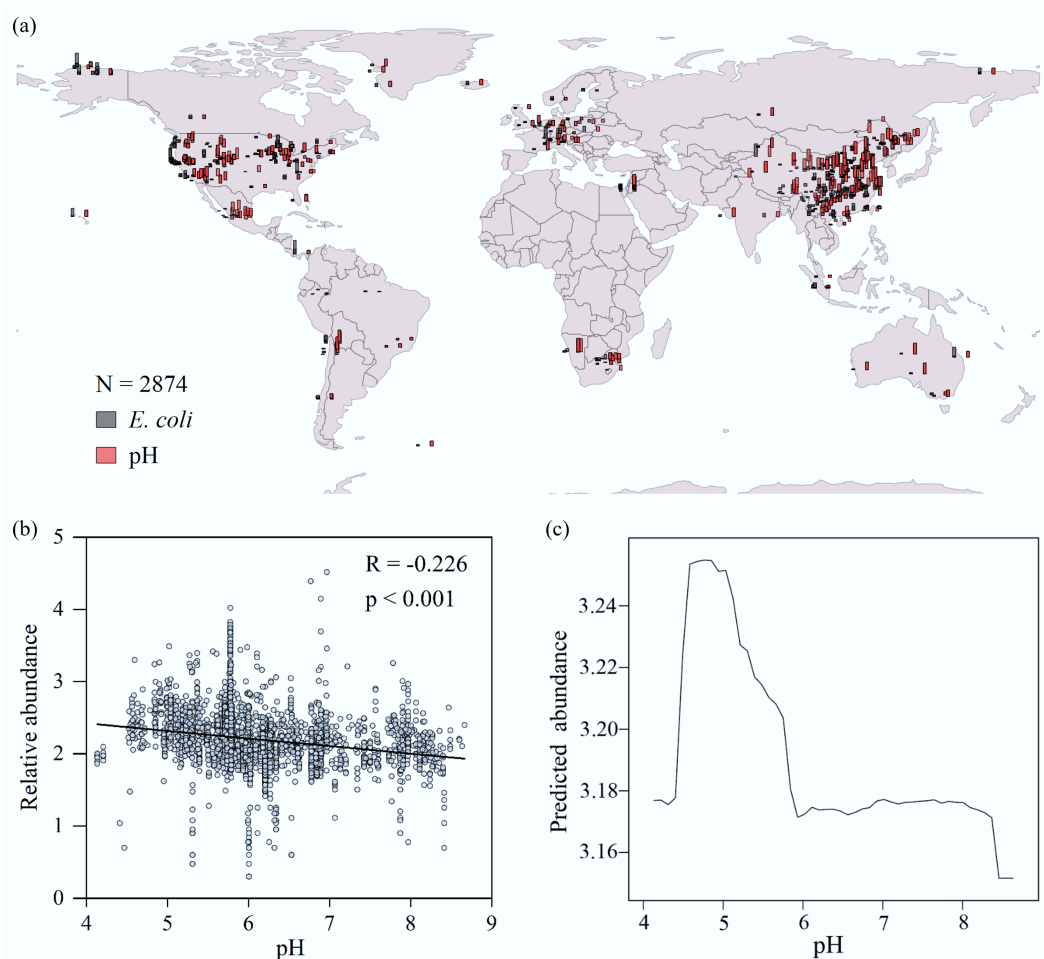 (a)
N = 2874
E. coli
pH
(b)
5
4
3
2
1
0
Relative abundance
R = -0.226
p < 0.001
4 5 6 7 8 9
pH
(c)
3.24
3.22
3.20
3.18
3.16
Predicted abundance
4 5 6 7 8
pH